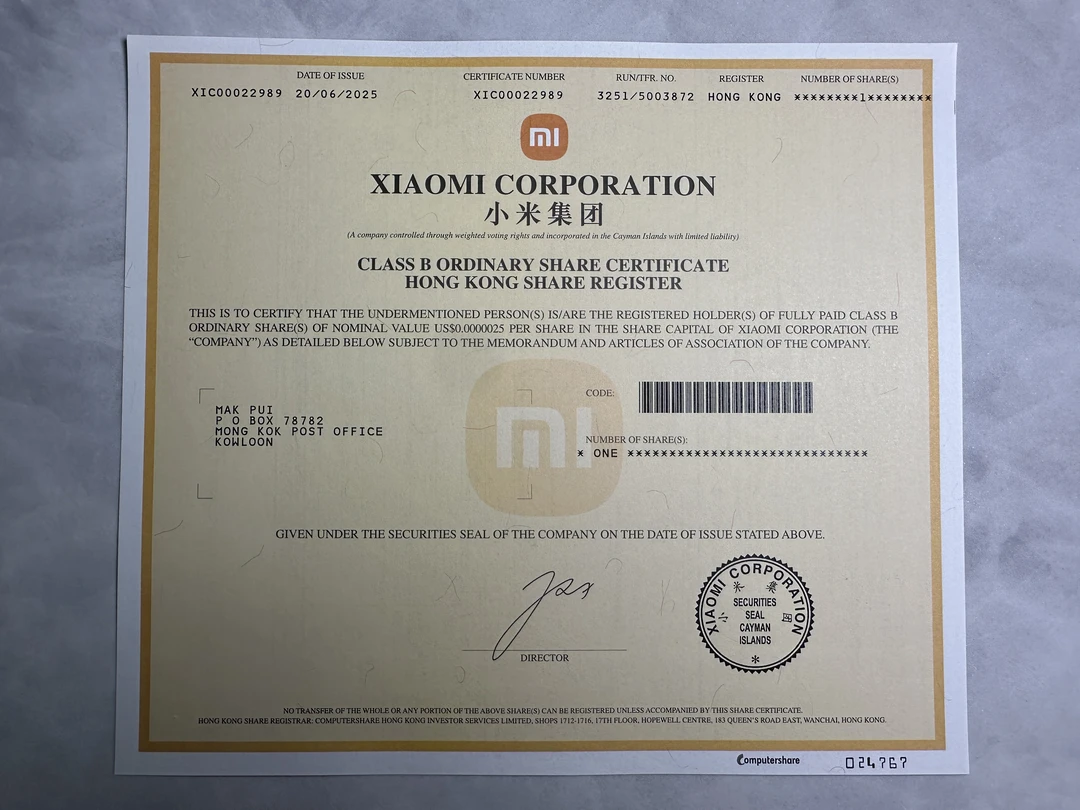 DATE OF ISSUE CERTIFICATE NUMBER RUN/TFR. NO. REGISTER NUMBER OF SHARE(S)
XIC00022989 20/06/2025 XIC00022989 3251/5003872 HONG KONG ********1********
mi
XIAOMI CORPORATION
小米集团
(A company controlled through weighted voting rights and incorporated in the Cayman Islands with limited liability)
CLASS B ORDINARY SHARE CERTIFICATE
HONG KONG SHARE REGISTER
THIS IS TO CERTIFY THAT THE UNDERMENTIONED PERSON(S) IS/ARE THE REGISTERED HOLDER(S) OF FULLY PAID CLASS B
ORDINARY SHARE(S) OF NOMINAL VALUE US$0.0000025 PER SHARE IN THE SHARE CAPITAL OF XIAOMI CORPORATION (THE
“COMPANY”) AS DETAILED BELOW SUBJECT TO THE MEMORANDUM AND ARTICLES OF ASSOCIATION OF THE COMPANY.
mi
CODE:
MAK PUI
P O BOX 78782
MONG KOK POST OFFICE
KOWLOON
NUMBER OF SHARE(S):
* ONE *****************************
GIVEN UNDER THE SECURITIES SEAL OF THE COMPANY ON THE DATE OF ISSUE STATED ABOVE.
DIRECTOR
XIAOMI CORPORATION
小米集团
SECURITIES
SEAL
CAYMAN
ISLANDS
*
NO TRANSFER OF THE WHOLE OR ANY PORTION OF THE ABOVE SHARE(S) CAN BE REGISTERED UNLESS ACCOMPANIED BY THIS SHARE CERTIFICATE.
HONG KONG SHARE REGISTRAR: COMPUTERSHARE HONG KONG INVESTOR SERVICES LIMITED, SHOPS 1712-1716, 17TH FLOOR, HOPEWELL CENTRE, 183 QUEEN'S ROAD EAST, WANCHAI, HONG KONG.
Computershare 024767